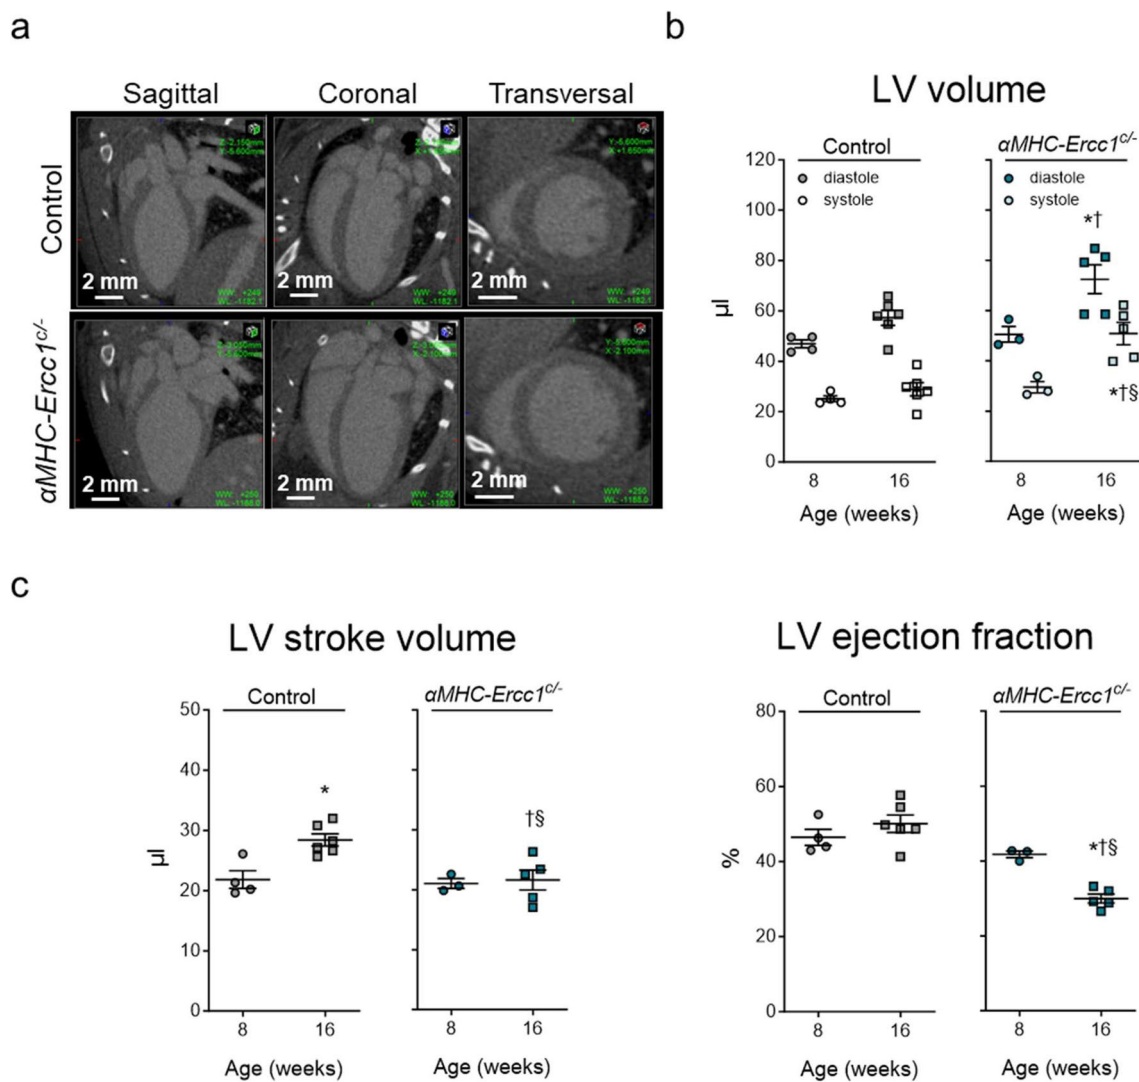 a
Sagittal
Coronal
Transversal
Control
2 mm
2 mm
2 mm
αMHC-Ercc1c/-
2 mm
2 mm
2 mm
b
LV volume
Control
diastole
systole
αMHC-Ercc1c/-
diastole
systole
*†
*†§
µl
120
100
80
60
40
20
0
8
16
8
16
Age (weeks)
Age (weeks)
c
LV stroke volume
Control
αMHC-Ercc1c/-
*
†§
µl
50
40
30
20
10
0
8
16
8
16
Age (weeks)
Age (weeks)
LV ejection fraction
Control
αMHC-Ercc1c/-
*†§
%
80
60
40
20
0
8
16
8
16
Age (weeks)
Age (weeks)